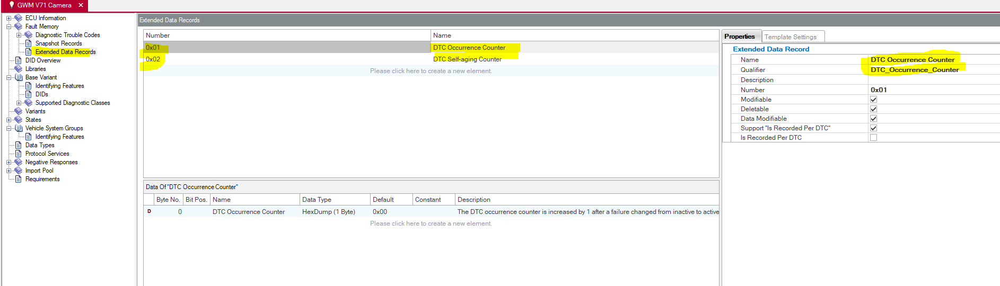 GWM V71 Camera ✕
ECU Information
Fault Memory
Diagnostic Trouble Codes
Snapshot Records
Extended Data Records
DID Overview
Libraries
Base Variant
Identifying Features
DIDs
Supported Diagnostic Classes
Variants
States
Vehicle System Groups
Identifying Features
Data Types
Protocol Services
Negative Responses
Import Pool
Requirements
Extended Data Records
Number Name
0x01 DTC Occurrence Counter
0x02 DTC Self-aging Counter
Please click here to create a new element.
Data Of "DTC Occurrence Counter"
Byte No. Bit Pos. Name Data Type Default Constant Description
D 0 DTC Occurrence Counter HexDump (1 Byte) 0x00 The DTC occurrence counter is increased by 1 after a failure changed from inactive to active
Please click here to create a new element.
Properties Template Settings
Extended Data Record
Name DTC Occurrence Counter
Qualifier DTC_Occurrence_Counter
Description
Number 0x01
Modifiable
Deletable
Data Modifiable
Support "Is Recorded Per DTC"
Is Recorded Per DTC